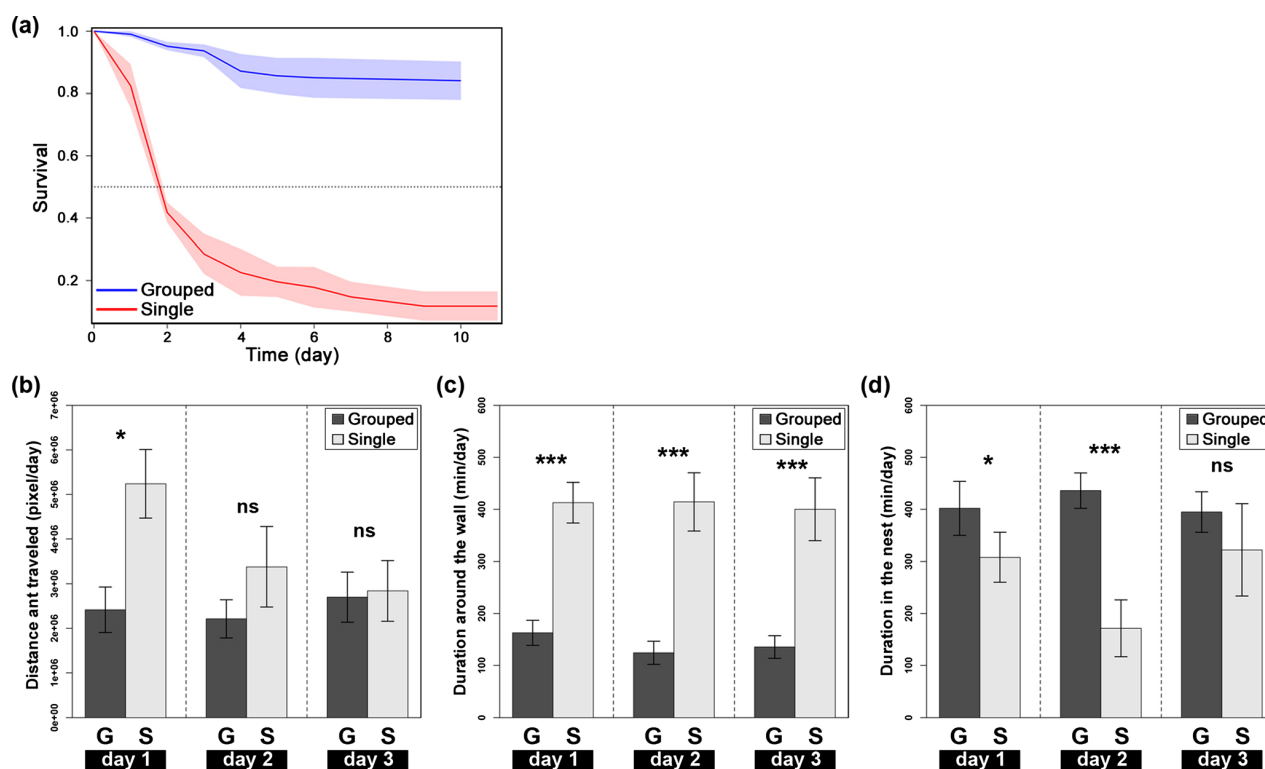 (a)
Survival
1.0
0.8
0.6
0.4
0.2
Grouped
Single
0 2 4 6 8 10
Time (day)
(b)
Distance ant traveled (pixel/day)
7e+06
6e+06
5e+06
4e+06
3e+06
2e+06
1e+06
0e+00
Grouped
Single
*
ns
ns
G S G S G S
day 1 day 2 day 3
(c)
Duration around the wall (min/day)
600
500
400
300
200
100
0
Grouped
Single
***
***
***
G S G S G S
day 1 day 2 day 3
(d)
Duration in the nest (min/day)
600
500
400
300
200
100
0
Grouped
Single
*
***
ns
G S G S G S
day 1 day 2 day 3